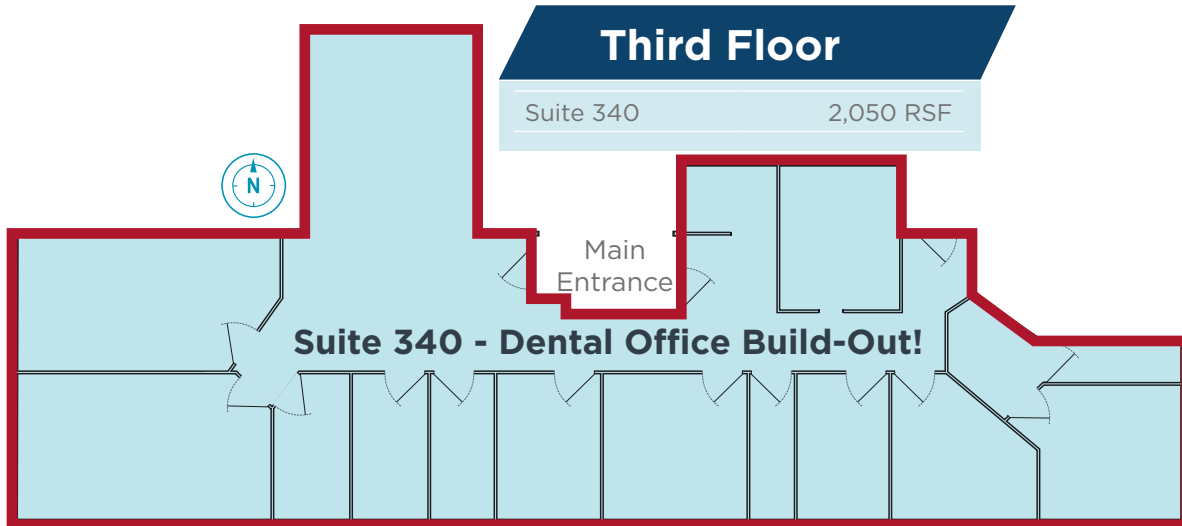 Third Floor
Suite 340 2,050 RSF
N
Main
Entrance
Suite 340 - Dental Office Build-Out!